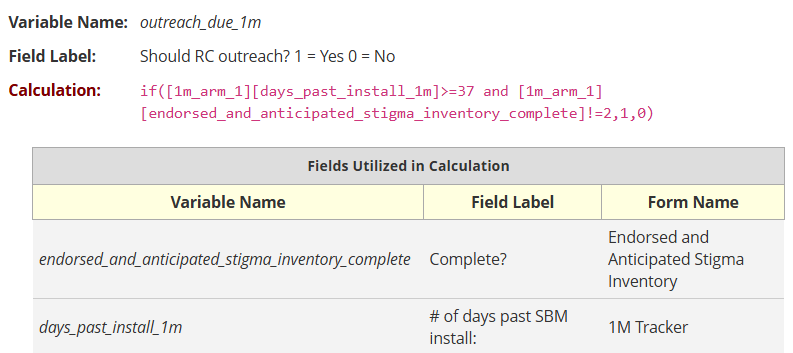 Variable Name: outreach_due_1m
Field Label: Should RC outreach? 1 = Yes 0 = No
Calculation: if([1m_arm_1][days_past_install_1m]>=37 and [1m_arm_1]
[endorsed_and_anticipated_stigma_inventory_complete]!=2,1,0)
Fields Utilized in Calculation
Variable Name Field Label Form Name
endorsed_and_anticipated_stigma_inventory_complete Complete? Endorsed and
Anticipated Stigma
Inventory
days_past_install_1m # of days past SBM
install: 1M Tracker